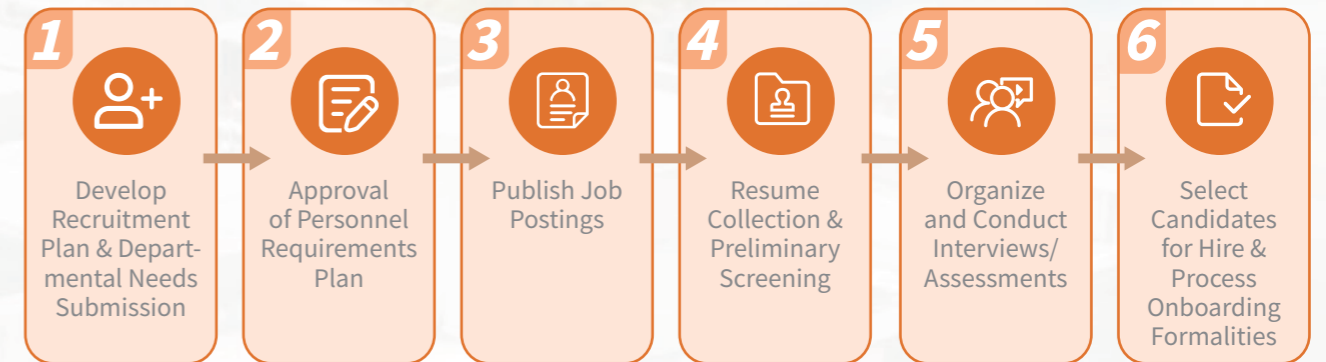 1
Develop
Recruitment
Plan & Depart-
mental Needs
Submission
2
Approval
of Personnel
Requirements
Plan
3
Publish Job
Postings
4
Resume
Collection &
Preliminary
Screening
5
Organize
and Conduct
Interviews/
Assessments
6
Select
Candidates
for Hire &
Process
Onboarding
Formalities